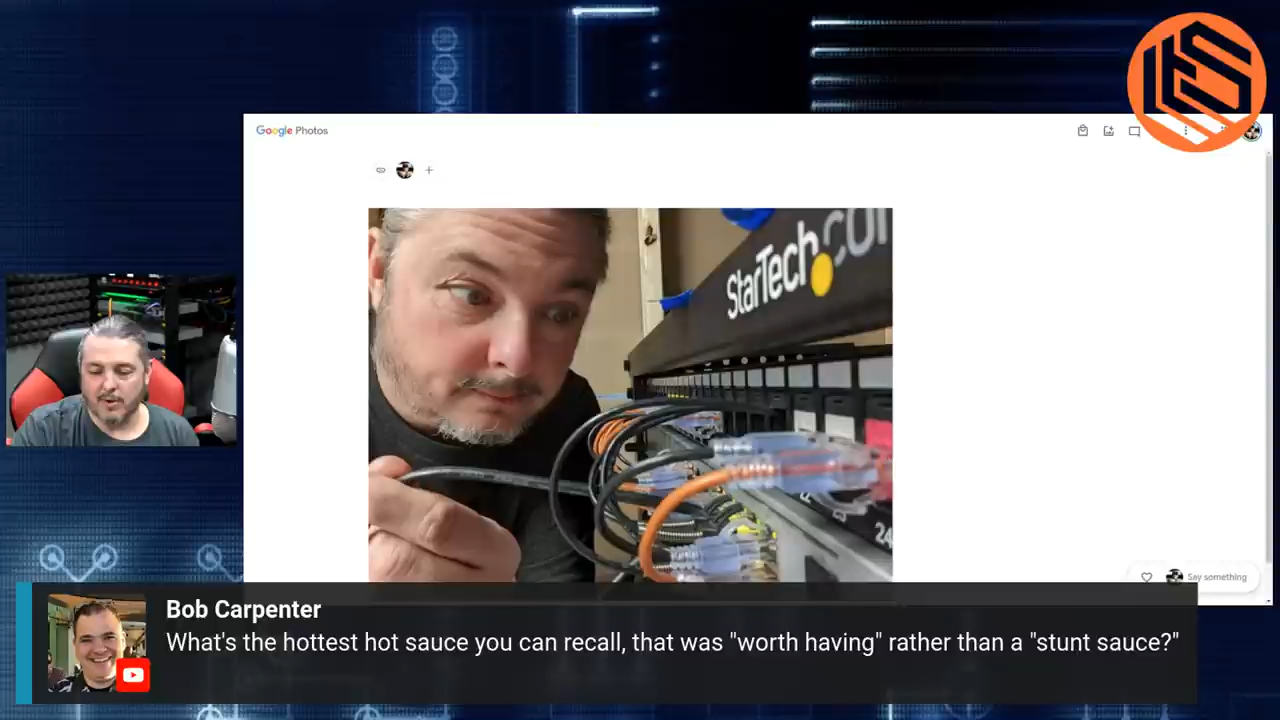 Google Photos
StarTech.com
24
Say something
Bob Carpenter
What's the hottest hot sauce you can recall, that was "worth having" rather than a "stunt sauce?"